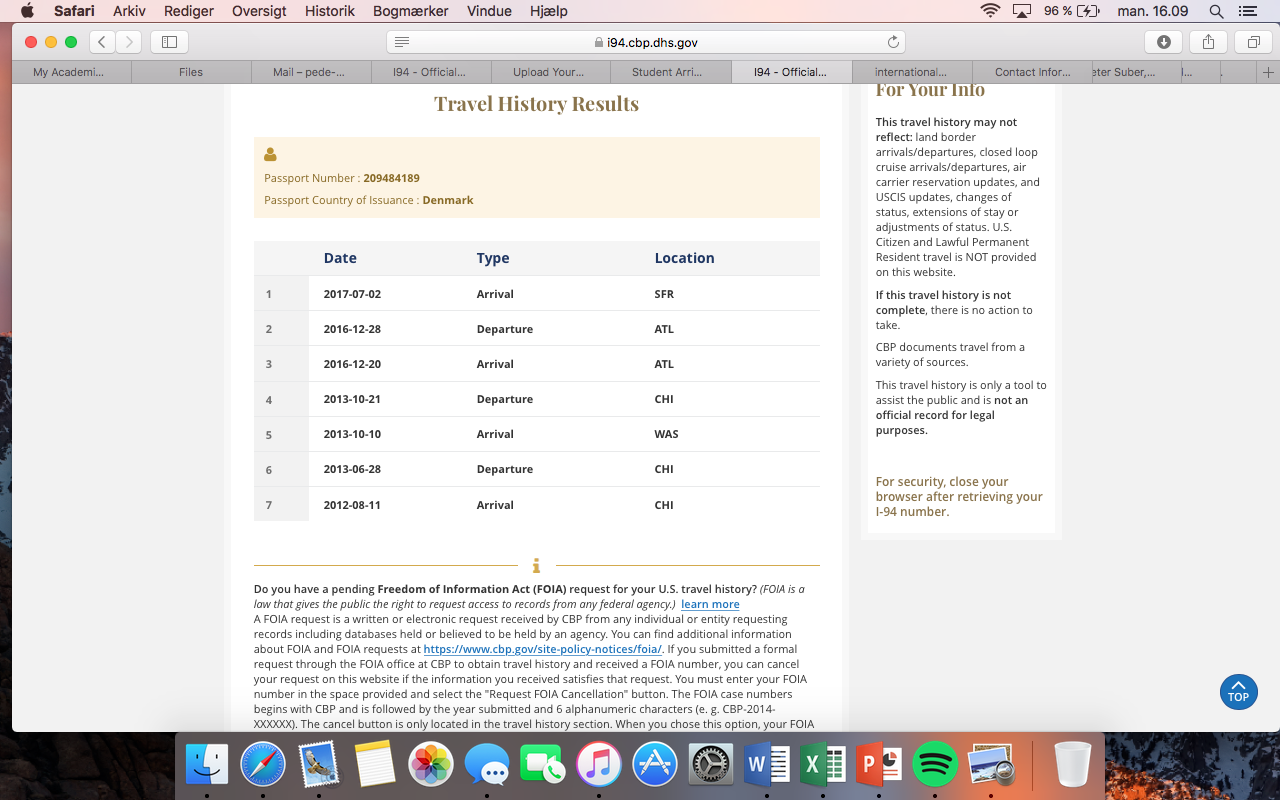 Safari Arkiv Rediger Oversigt Historik Bogmærker Vindue Hjælp 96 % man. 16.09
i94.cbp.dhs.gov
My Academi... Files Mail – pede-... I94 - Official... Upload Your... Student Arri... I94 - Official... international... Contact Infor... eter Suber,... I... .
Travel History Results
Passport Number : 209484189
Passport Country of Issuance : Denmark
Date Type Location
1 2017-07-02 Arrival SFR
2 2016-12-28 Departure ATL
3 2016-12-20 Arrival ATL
4 2013-10-21 Departure CHI
5 2013-10-10 Arrival WAS
6 2013-06-28 Departure CHI
7 2012-08-11 Arrival CHI
Do you have a pending Freedom of Information Act (FOIA) request for your U.S. travel history? (FOIA is a
law that gives the public the right to request access to records from any federal agency.) learn more
A FOIA request is a written or electronic request received by CBP from any individual or entity requesting
records including databases held or believed to be held by an agency. You can find additional information
about FOIA and FOIA requests at https://www.cbp.gov/site-policy-notices/foia/. If you submitted a formal
request through the FOIA office at CBP to obtain travel history and received a FOIA number, you can cancel
your request on this website if the information you received satisfies that request. You must enter your FOIA
number in the space provided and select the "Request FOIA Cancellation" button. The FOIA case numbers
begins with CBP and is followed by the year submitted and 6 alphanumeric characters (e. g. CBP-2014-
XXXXXX). The cancel button is only located in the travel history section. When you chose this option, your FOIA
For Your Info
This travel history may not
reflect: land border
arrivals/departures, closed loop
cruise arrivals/departures, air
carrier reservation updates, and
USCIS updates, changes of
status, extensions of stay or
adjustments of status. U.S.
Citizen and Lawful Permanent
Resident travel is NOT provided
on this website.
If this travel history is not
complete, there is no action to
take.
CBP documents travel from a
variety of sources.
This travel history is only a tool to
assist the public and is not an
official record for legal
purposes.
For security, close your
browser after retrieving your
I-94 number.
TOP
W X P